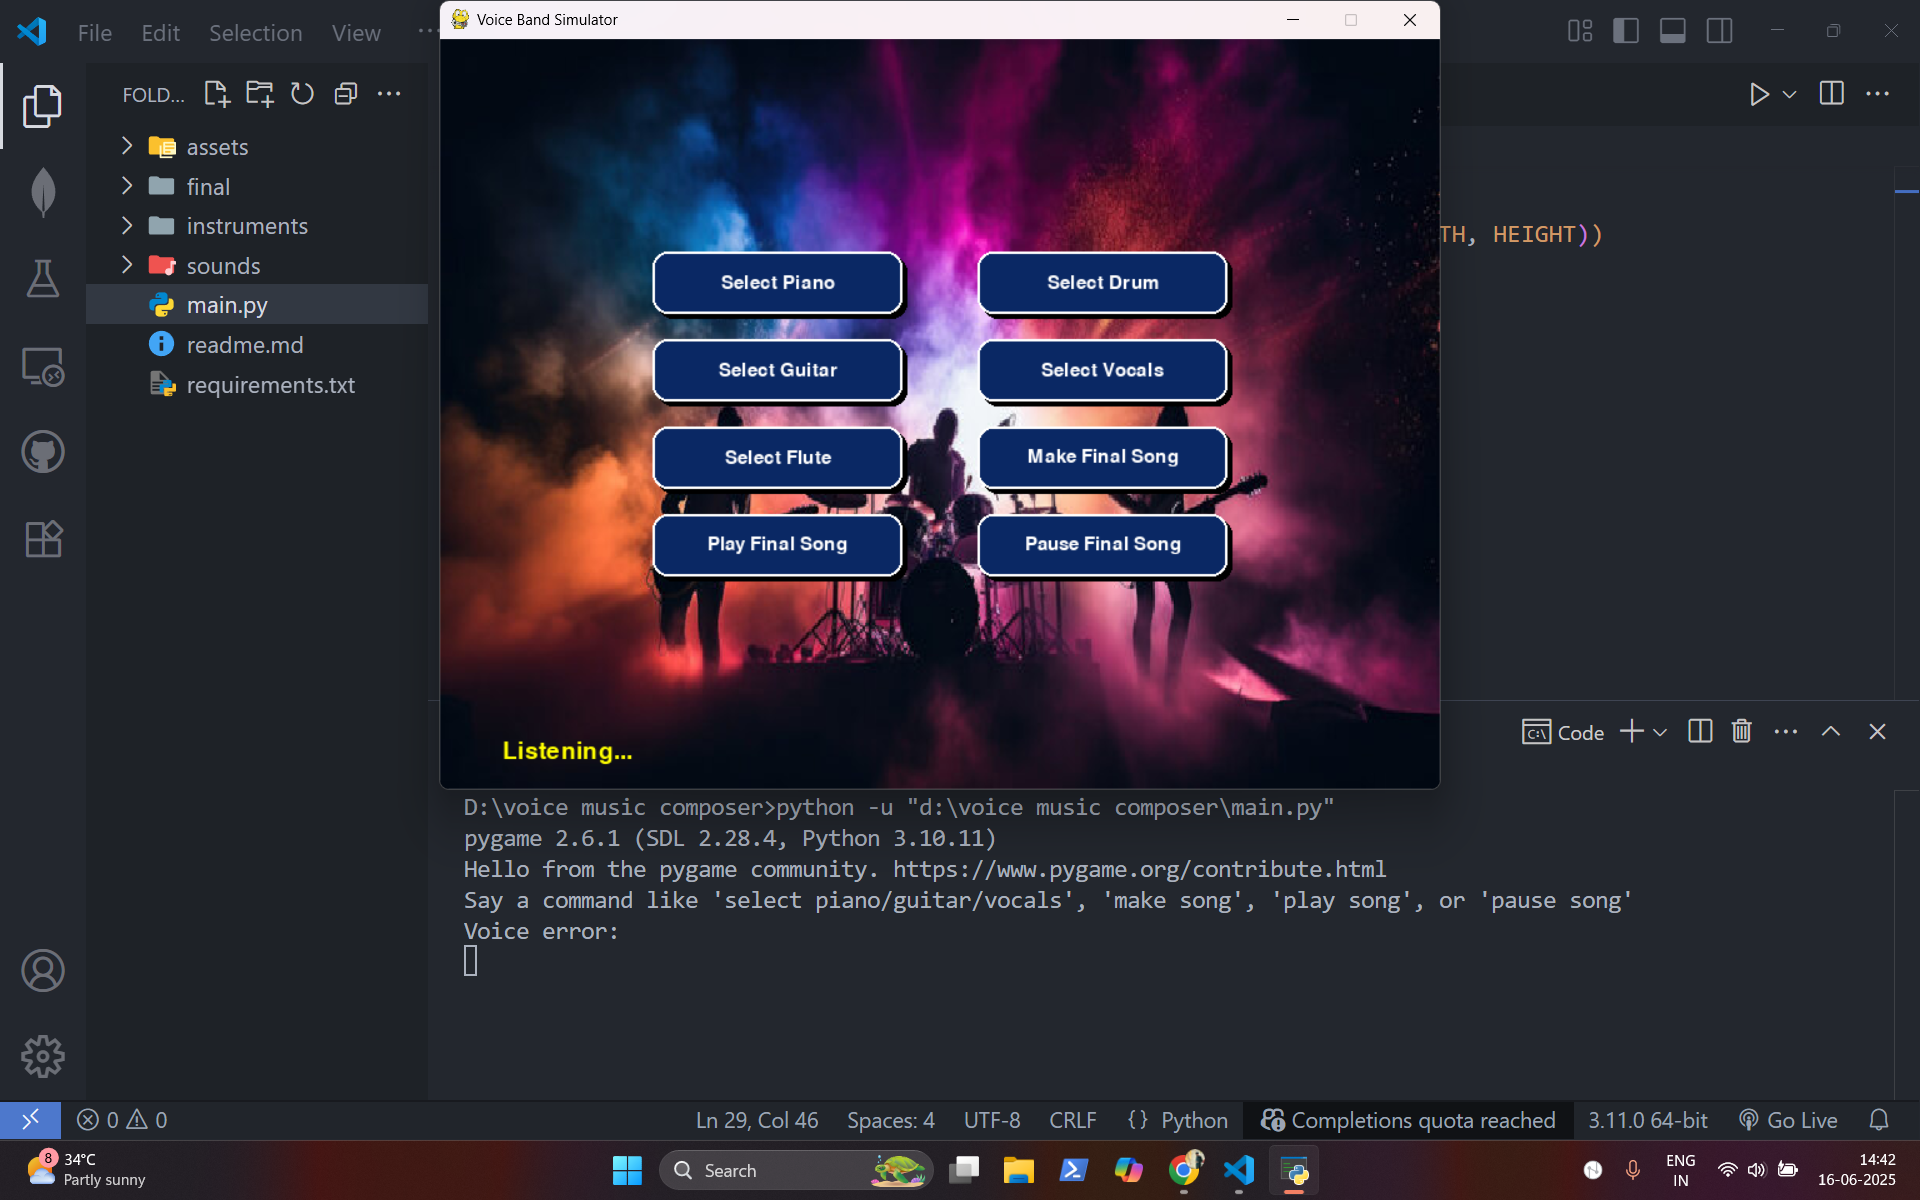 File Edit Selection View ...
Voice Band Simulator
FOLD...
assets
final
instruments
sounds
main.py
readme.md
requirements.txt
TH, HEIGHT))
Select Piano
Select Drum
Select Guitar
Select Vocals
Select Flute
Make Final Song
Play Final Song
Pause Final Song
Listening...
Code
D:\voice music composer>python -u "d:\voice music composer\main.py"
pygame 2.6.1 (SDL 2.28.4, Python 3.10.11)
Hello from the pygame community. https://www.pygame.org/contribute.html
Say a command like 'select piano/guitar/vocals', 'make song', 'play song', or 'pause song'
Voice error:
0 0
Ln 29, Col 46 Spaces: 4 UTF-8 CRLF {} Python Completions quota reached 3.11.0 64-bit Go Live
8
34°C
Partly sunny
Search
ENG
IN
14:42
16-06-2025